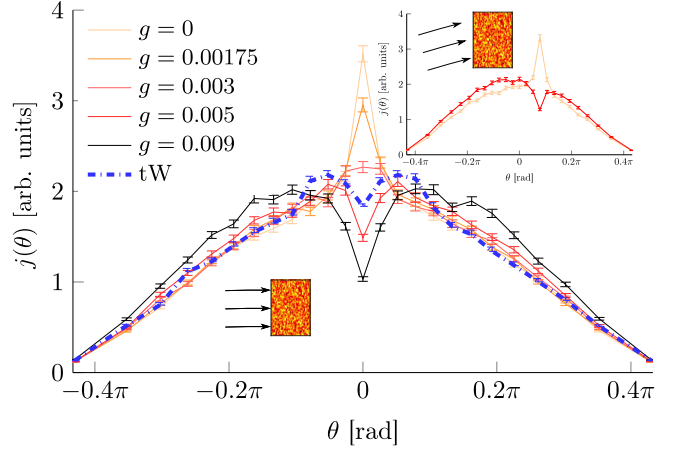 4
3
2
1
0
j(θ) [arb. units]
g = 0
g = 0.00175
g = 0.003
g = 0.005
g = 0.009
tW
−0.4π
−0.2π
0
0.2π
0.4π
θ [rad]
4
3
2
1
0
j(θ) [arb. units]
−0.4π
−0.2π
0
0.2π
0.4π
θ [rad]